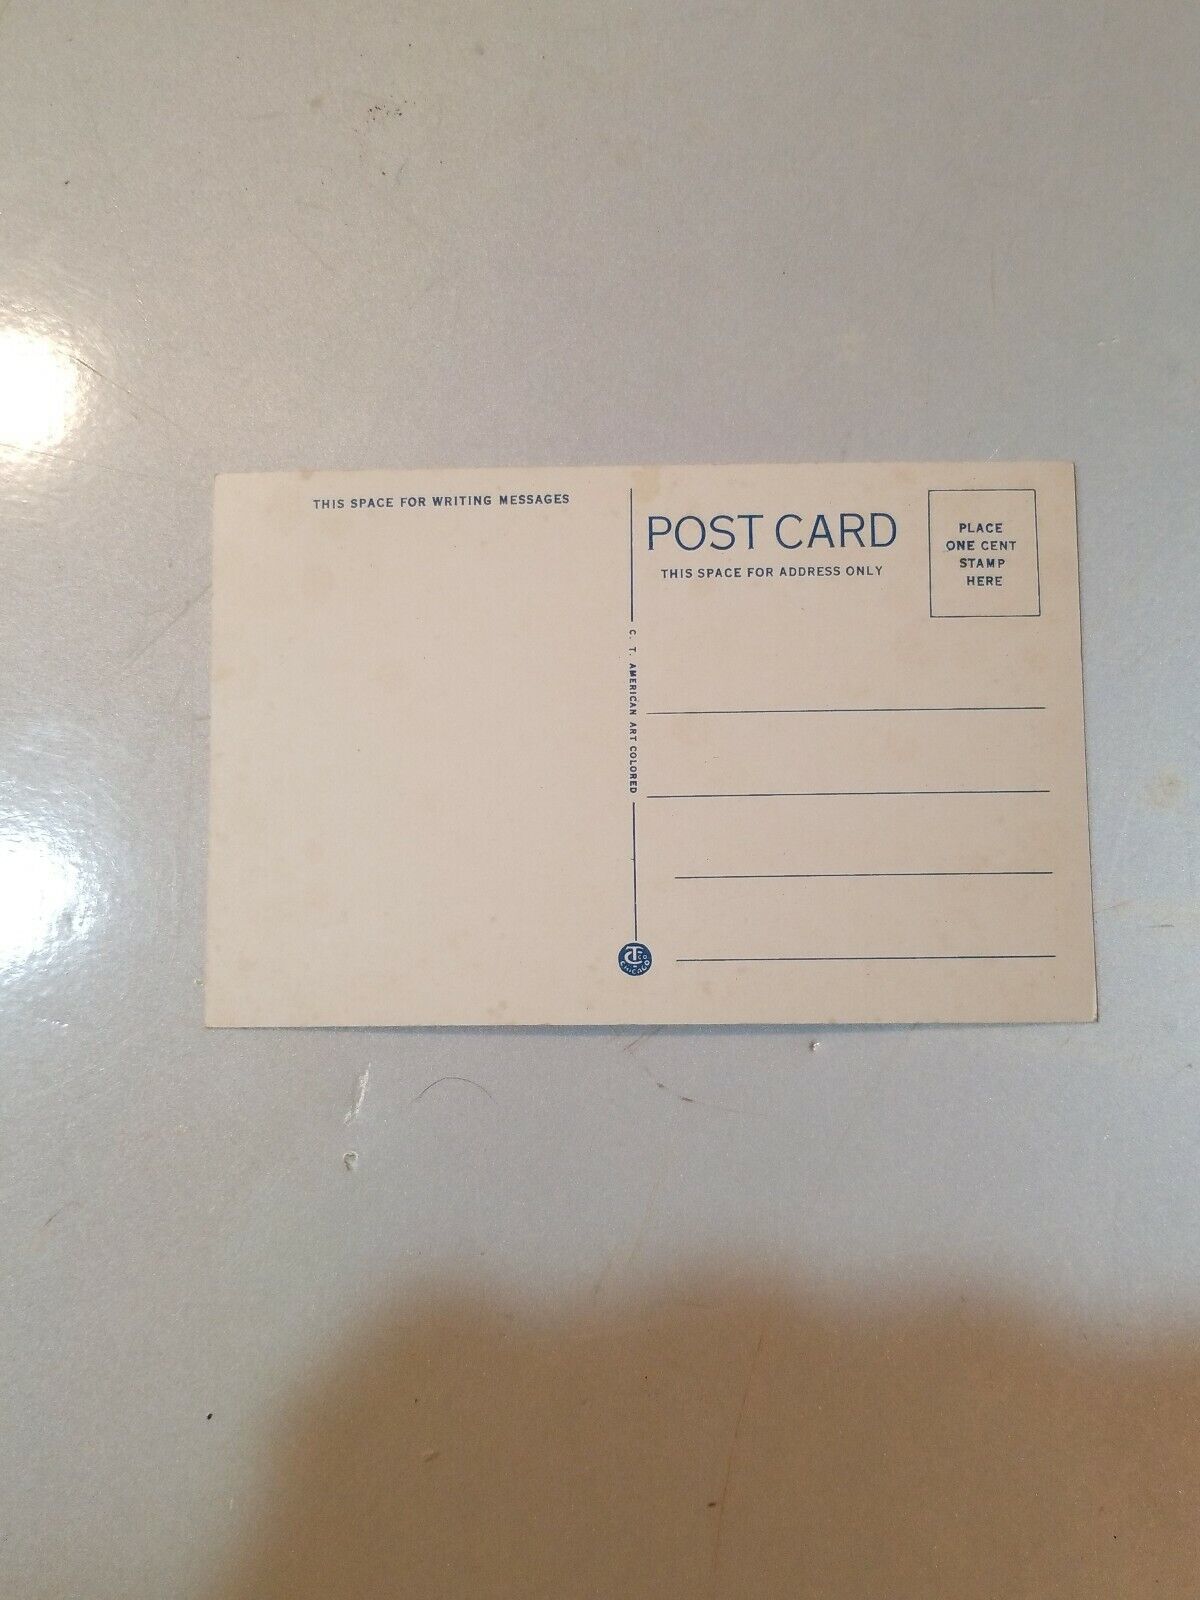 THIS SPACE FOR WRITING MESSAGES
POST CARD
THIS SPACE FOR ADDRESS ONLY
PLACE
ONE CENT
STAMP
HERE
C. T. AMERICAN ART COLORED
CT CO
CHICAGO